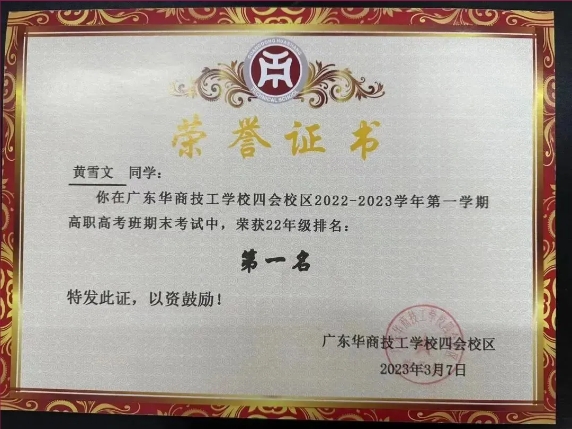 荣誉证书
黄雪文 同学：
你在广东华商技工学校四会校区2022-2023学年第一学期
高职高考班期末考试中，荣获22年级排名：
第一名
特发此证，以资鼓励！
广东华商技工学校四会校区
2023年3月7日